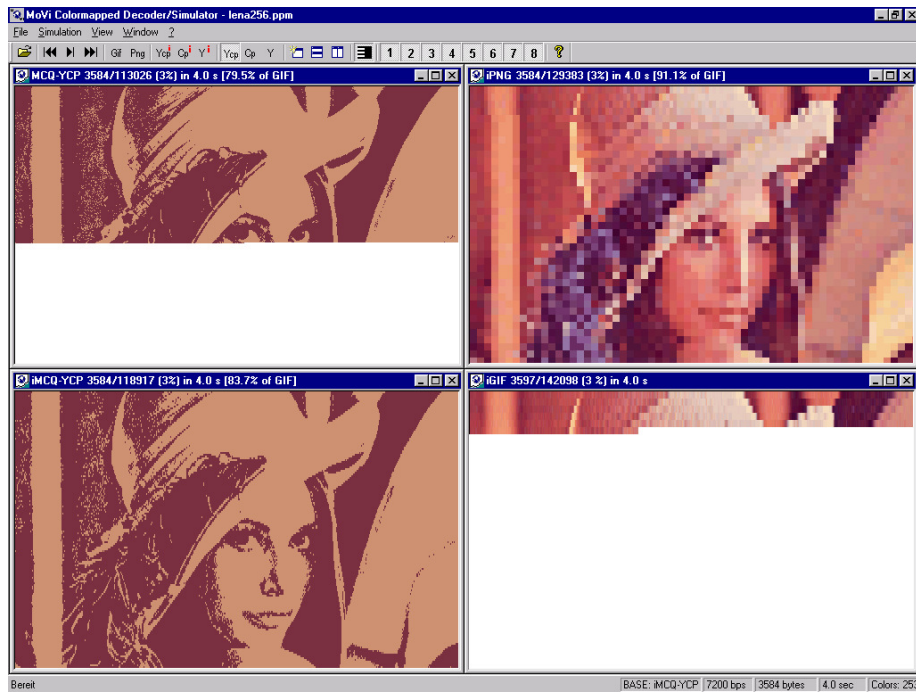 MoVi Colormapped Decoder/Simulator - lena256.ppm
File Simulation View Window ?
Gif Png Ycp i Cp i Y i Ycp Cp Y 1 2 3 4 5 6 7 8 ?
MCQ-YCP 3584/113026 (3%) in 4.0 s [79.5% of GIF]
iPNG 3584/129383 (3%) in 4.0 s [91.1% of GIF]
iMCQ-YCP 3584/118917 (3%) in 4.0 s [83.7% of GIF]
iGIF 3597/142098 (3 %) in 4.0 s
Bereit BASE: iMCQ-YCP 7200 bps 3584 bytes 4.0 sec Colors: 253